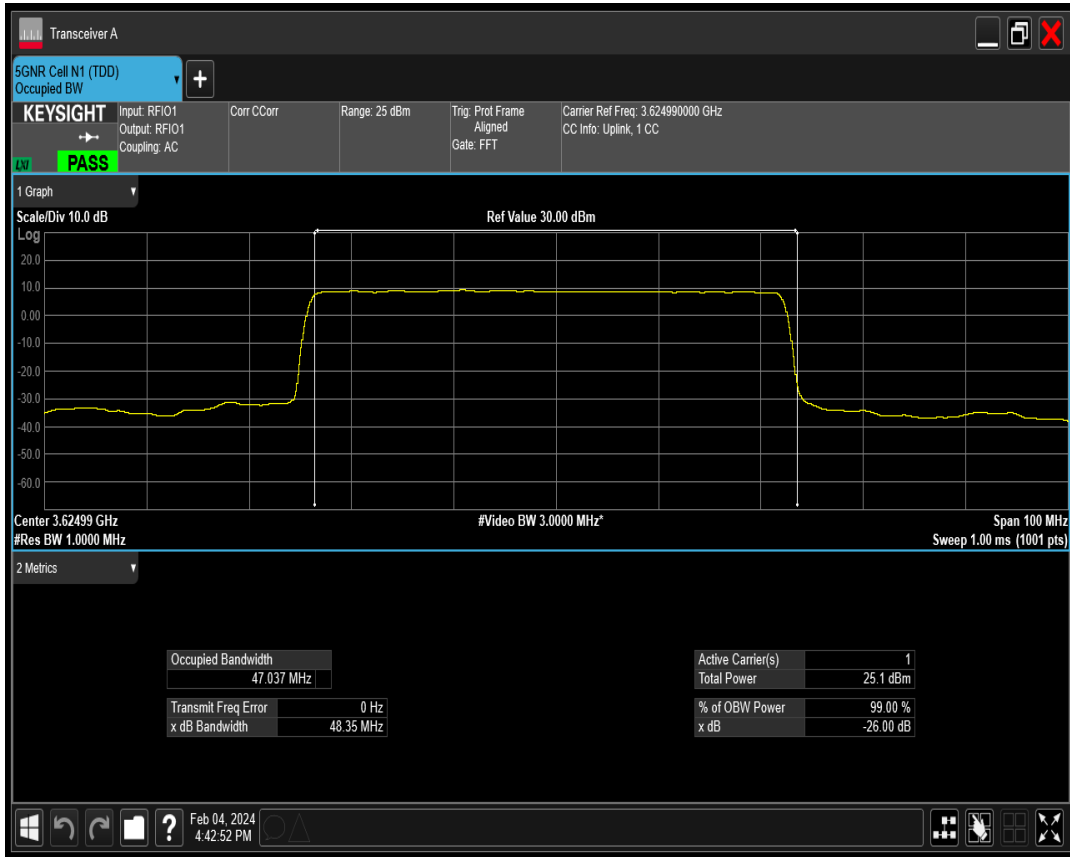 Transceiver A
5GNR Cell N1 (TDD)
Occupied BW
+
KEYSIGHT
LXI
PASS
Input: RFIO1
Output: RFIO1
Coupling: AC
Corr CCorr
Range: 25 dBm
Trig: Prot Frame
Aligned
Gate: FFT
Carrier Ref Freq: 3.624990000 GHz
CC Info: Uplink, 1 CC
1 Graph
Scale/Div 10.0 dB
Ref Value 30.00 dBm
Log
20.0
10.0
0.00
-10.0
-20.0
-30.0
-40.0
-50.0
-60.0
Center 3.62499 GHz
#Video BW 3.0000 MHz*
Span 100 MHz
#Res BW 1.0000 MHz
Sweep 1.00 ms (1001 pts)
2 Metrics
Occupied Bandwidth
47.037 MHz
Transmit Freq Error 0 Hz
x dB Bandwidth 48.35 MHz
Active Carrier(s) 1
Total Power 25.1 dBm
% of OBW Power 99.00 %
x dB -26.00 dB
?
Feb 04, 2024
4:42:52 PM